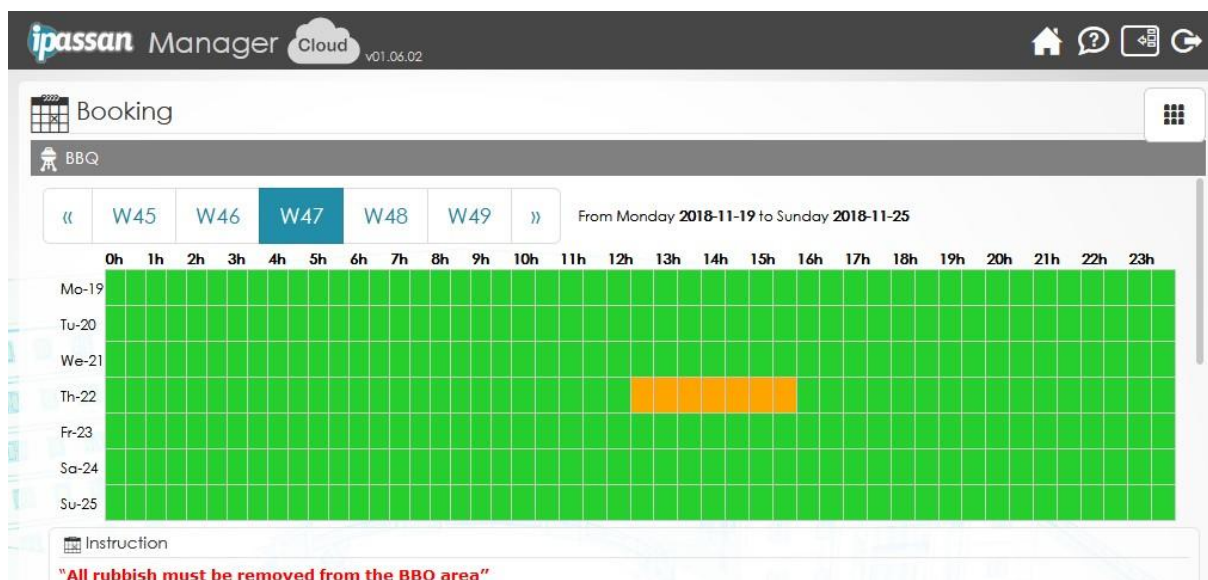 ipassan Manager Cloud v01.06.02
Booking
BBQ
« W45 W46 W47 W48 W49 » From Monday 2018-11-19 to Sunday 2018-11-25
0h 1h 2h 3h 4h 5h 6h 7h 8h 9h 10h 11h 12h 13h 14h 15h 16h 17h 18h 19h 20h 21h 22h 23h
Mo-19
Tu-20
We-21
Th-22
Fr-23
Sa-24
Su-25
Instruction
“All rubbish must be removed from the BBQ area”